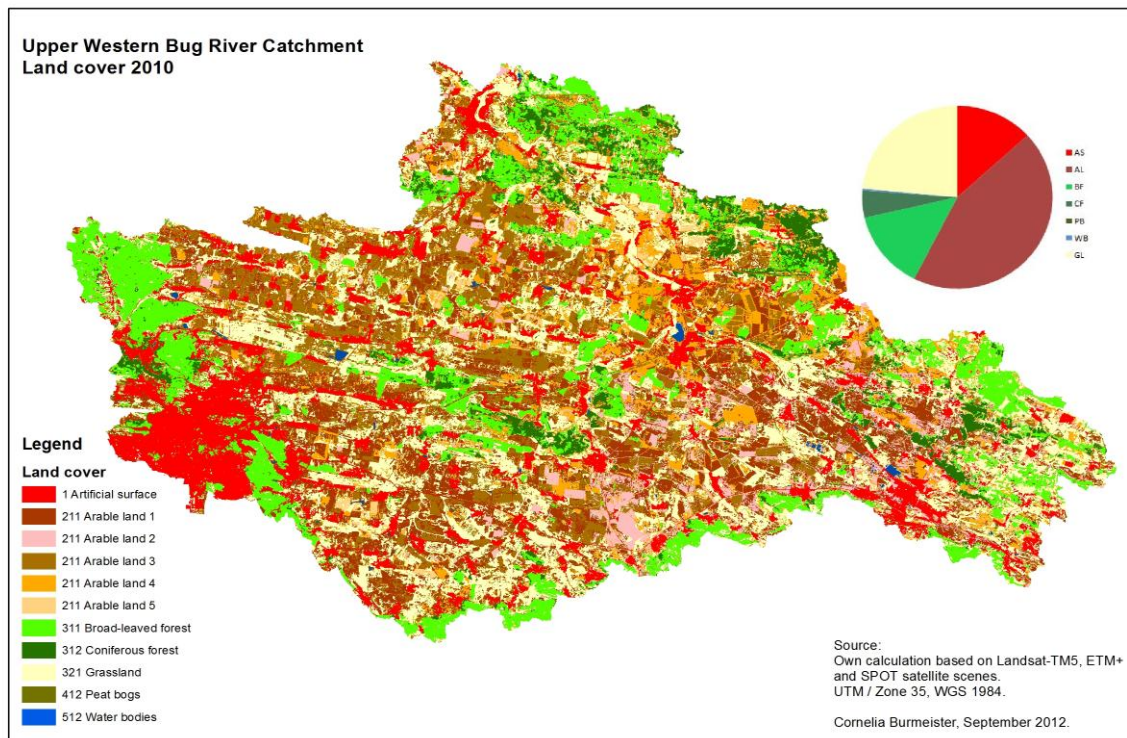 Upper Western Bug River Catchment
Land cover 2010
AS
AL
BF
CF
PB
WB
GL
Legend
Land cover
1 Artificial surface
211 Arable land 1
211 Arable land 2
211 Arable land 3
211 Arable land 4
211 Arable land 5
311 Broad-leaved forest
312 Coniferous forest
321 Grassland
412 Peat bogs
512 Water bodies
Source:
Own calculation based on Landsat-TM5, ETM+
and SPOT satellite scenes.
UTM / Zone 35, WGS 1984.
Cornelia Burmeister, September 2012.